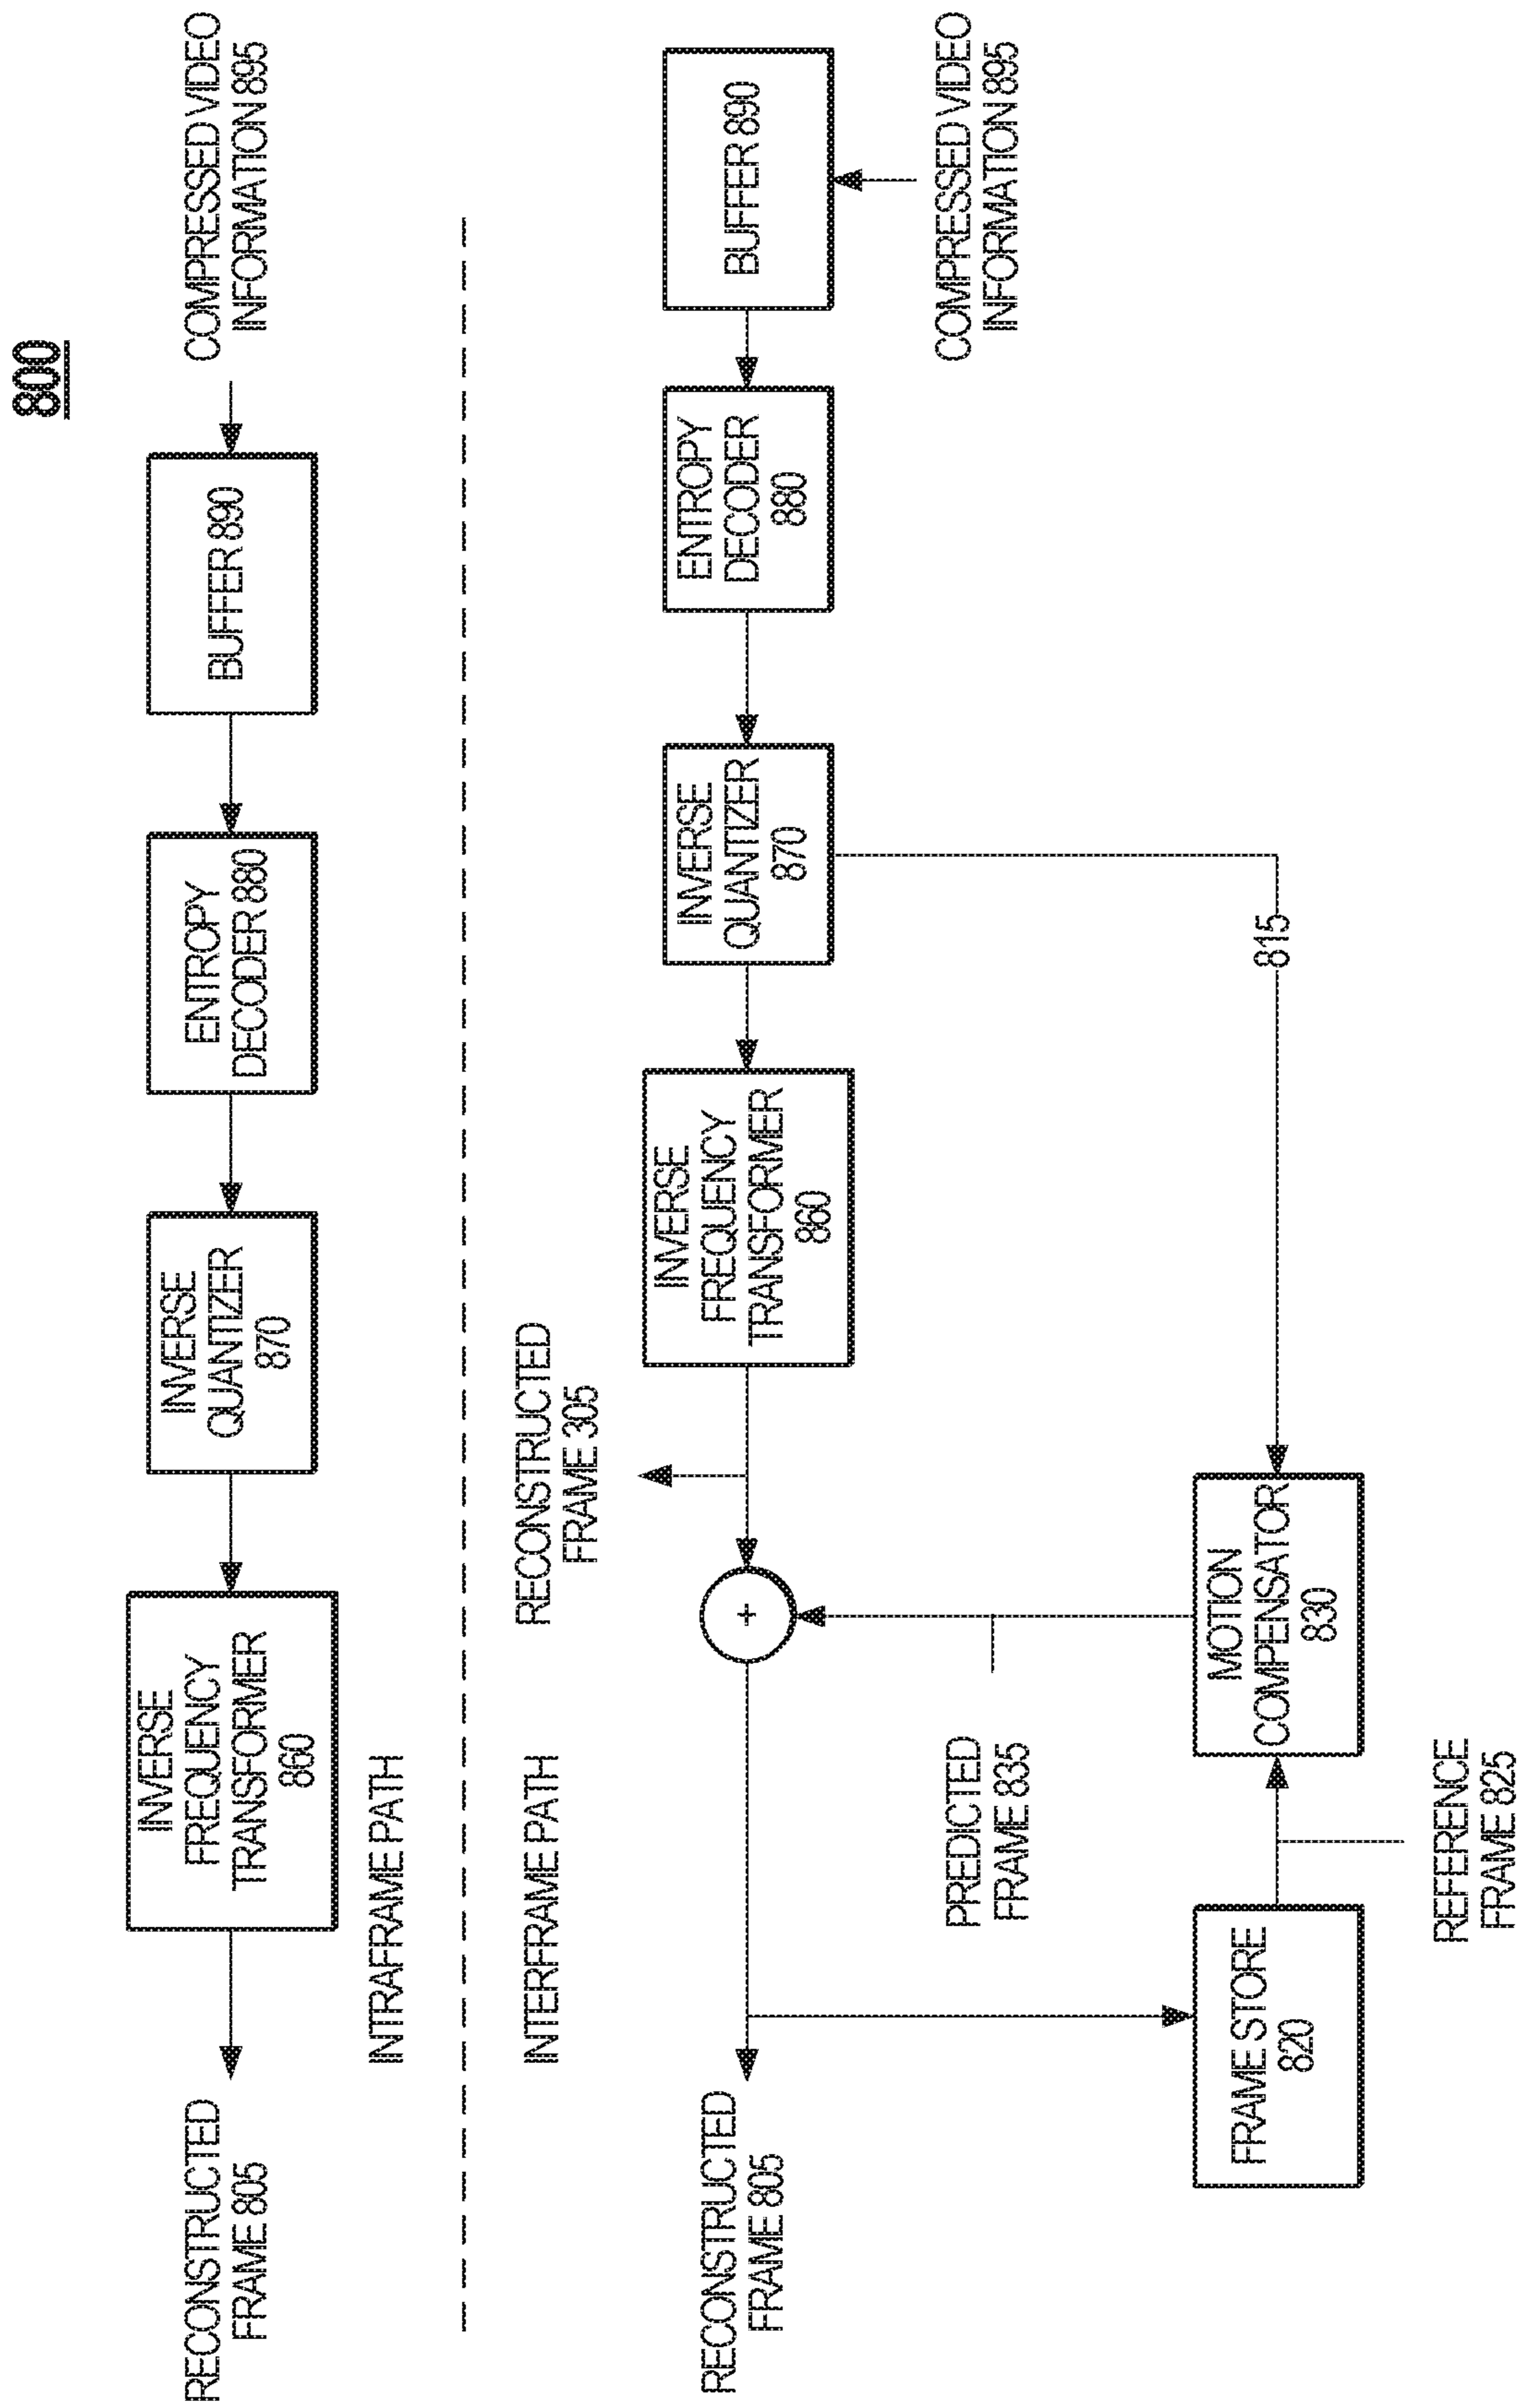 800
COMPRESSED VIDEO
INFORMATION 895
BUFFER 890
ENTROPY
DECODER 880
INVERSE
QUANTIZER
870
INVERSE
FREQUENCY
TRANSFORMER
860
RECONSTRUCTED
FRAME 805
INTRAFRAME PATH
INTERFRAME PATH
COMPRESSED VIDEO
INFORMATION 895
BUFFER 890
ENTROPY
DECODER
880
INVERSE
QUANTIZER
870
815
INVERSE
FREQUENCY
TRANSFORMER
860
RECONSTRUCTED
FRAME 305
+
RECONSTRUCTED
FRAME 805
PREDICTED
FRAME 835
MOTION
COMPENSATOR
830
REFERENCE
FRAME 825
FRAME STORE
820